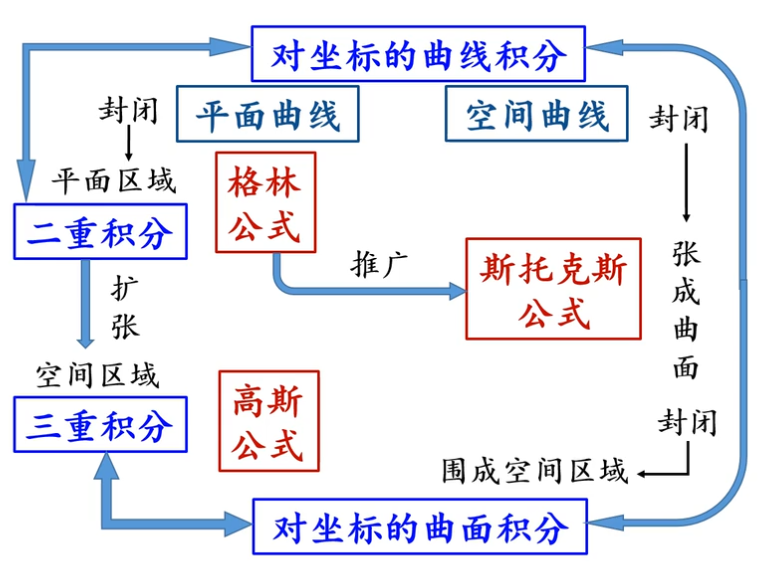 对坐标的曲线积分
平面曲线
空间曲线
封闭
封闭
平面区域
格林
公式
二重积分
推广
斯托克斯
公式
张
成
曲
面
扩
张
空间区域
三重积分
高斯
公式
封闭
围成空间区域
对坐标的曲面积分